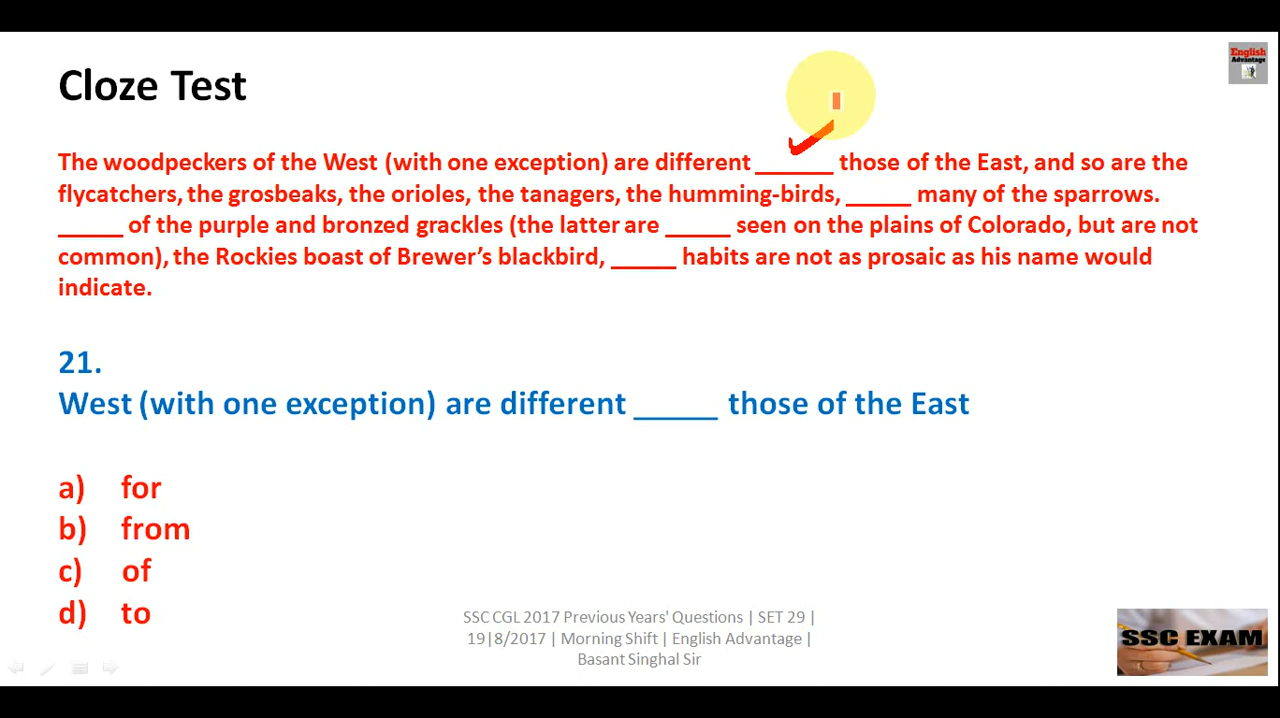 Cloze Test
English
Advantage
The woodpeckers of the West (with one exception) are different ______ those of the East, and so are the
flycatchers, the grosbeaks, the orioles, the tanagers, the humming-birds, _____ many of the sparrows.
_____ of the purple and bronzed grackles (the latter are _____ seen on the plains of Colorado, but are not
common), the Rockies boast of Brewer's blackbird, _____ habits are not as prosaic as his name would
indicate.
21.
West (with one exception) are different _____ those of the East
a) for
b) from
c) of
d) to
SSC CGL 2017 Previous Years' Questions | SET 29 |
19|8/2017 | Morning Shift | English Advantage |
Basant Singhal Sir
SSC EXAM